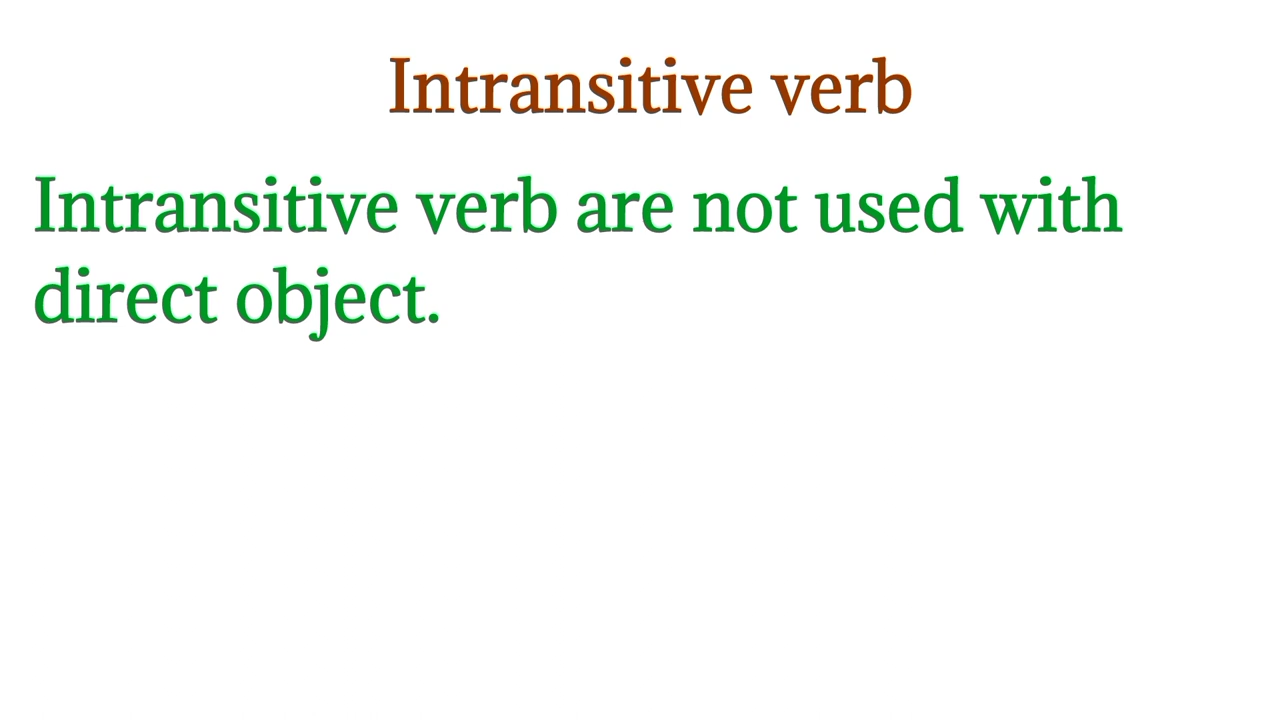 Intransitive verb
Intransitive verb are not used with
direct object.